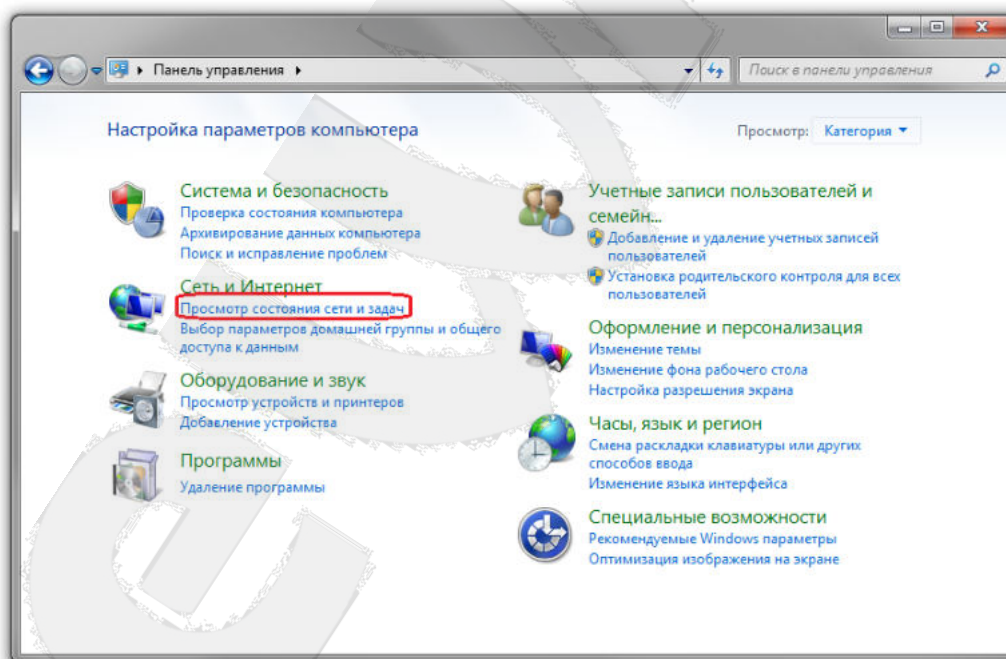 Панель управления
Поиск в панели управления
Настройка параметров компьютера
Просмотр: Категория
Система и безопасность
Проверка состояния компьютера
Архивирование данных компьютера
Поиск и исправление проблем
Сеть и Интернет
Просмотр состояния сети и задач
Выбор параметров домашней группы и общего
доступа к данным
Оборудование и звук
Просмотр устройств и принтеров
Добавление устройства
Программы
Удаление программы
Учетные записи пользователей и
семейн...
Добавление и удаление учетных записей
пользователей
Установка родительского контроля для всех
пользователей
Оформление и персонализация
Изменение темы
Изменение фона рабочего стола
Настройка разрешения экрана
Часы, язык и регион
Смена раскладки клавиатуры или других
способов ввода
Изменение языка интерфейса
Специальные возможности
Рекомендуемые Windows параметры
Оптимизация изображения на экране